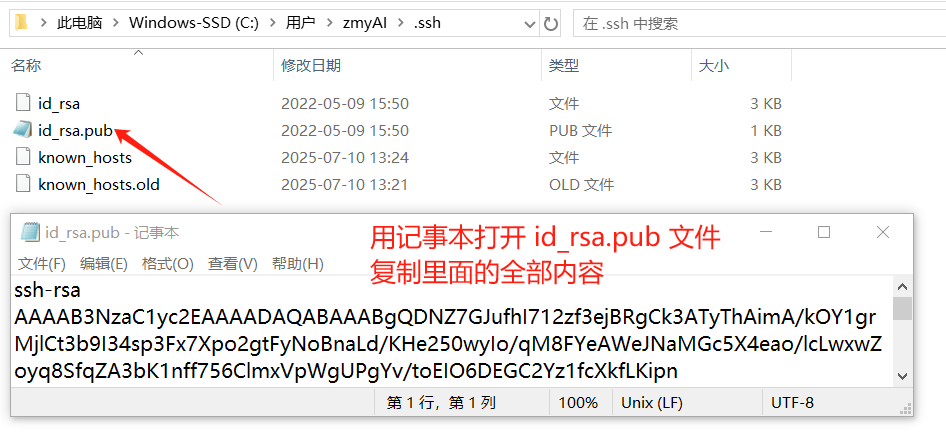 此电脑 > Windows-SSD (C:) > 用户 > zmyAI > .ssh
在 .ssh 中搜索
名称 修改日期 类型 大小
id_rsa 2022-05-09 15:50 文件 3 KB
id_rsa.pub 2022-05-09 15:50 PUB 文件 1 KB
known_hosts 2025-07-10 13:24 文件 3 KB
known_hosts.old 2025-07-10 13:21 OLD 文件 3 KB
id_rsa.pub - 记事本
用记事本打开 id_rsa.pub 文件
复制里面的全部内容
文件(F) 编辑(E) 格式(O) 查看(V) 帮助(H)
ssh-rsa
AAAAB3NzaC1yc2EAAAADAQABAAABgQDNZ7GJufhI712zf3ejBRgCk3ATyThAimA/kOY1gr
MjlCt3b9I34sp3Fx7Xpo2gtFyNoBnaLd/KHe250wyIo/qM8FYeAWeJNaMGc5X4eao/lcLwxwZ
oyq8SfqZA3bK1nff756ClmxVpWgUPgYv/toEIO6DEGC2Yz1fcXkfLKipn
第 1 行，第 1 列 100% Unix (LF) UTF-8